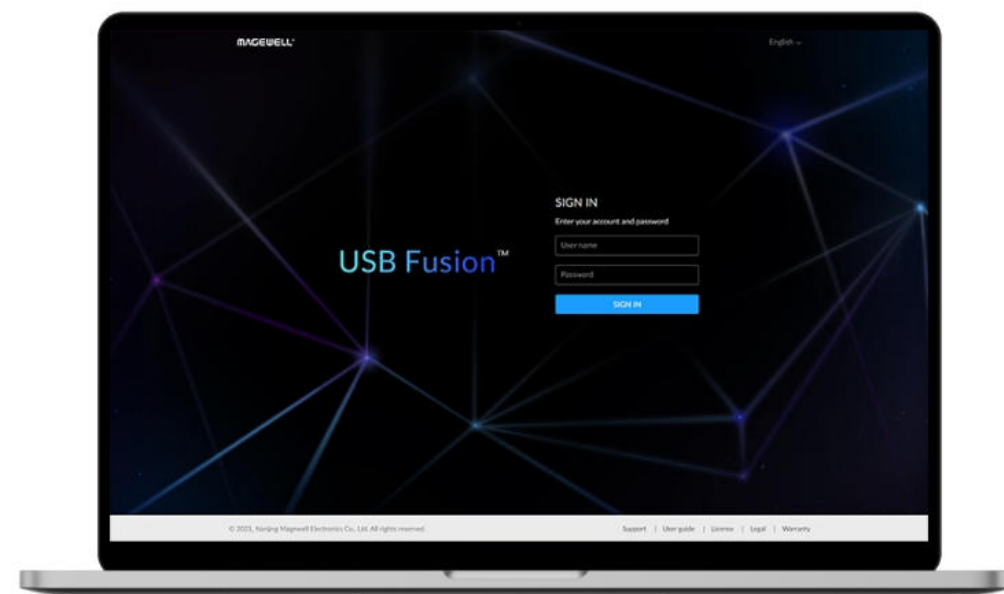 MAGEWELL
English
SIGN IN
Enter your account and password
User name
USB Fusion™
Password
SIGN IN
© 2021, Nanjing Magewell Electronics Co., Ltd. All rights reserved.
Support | User guide | License | Legal | Warranty